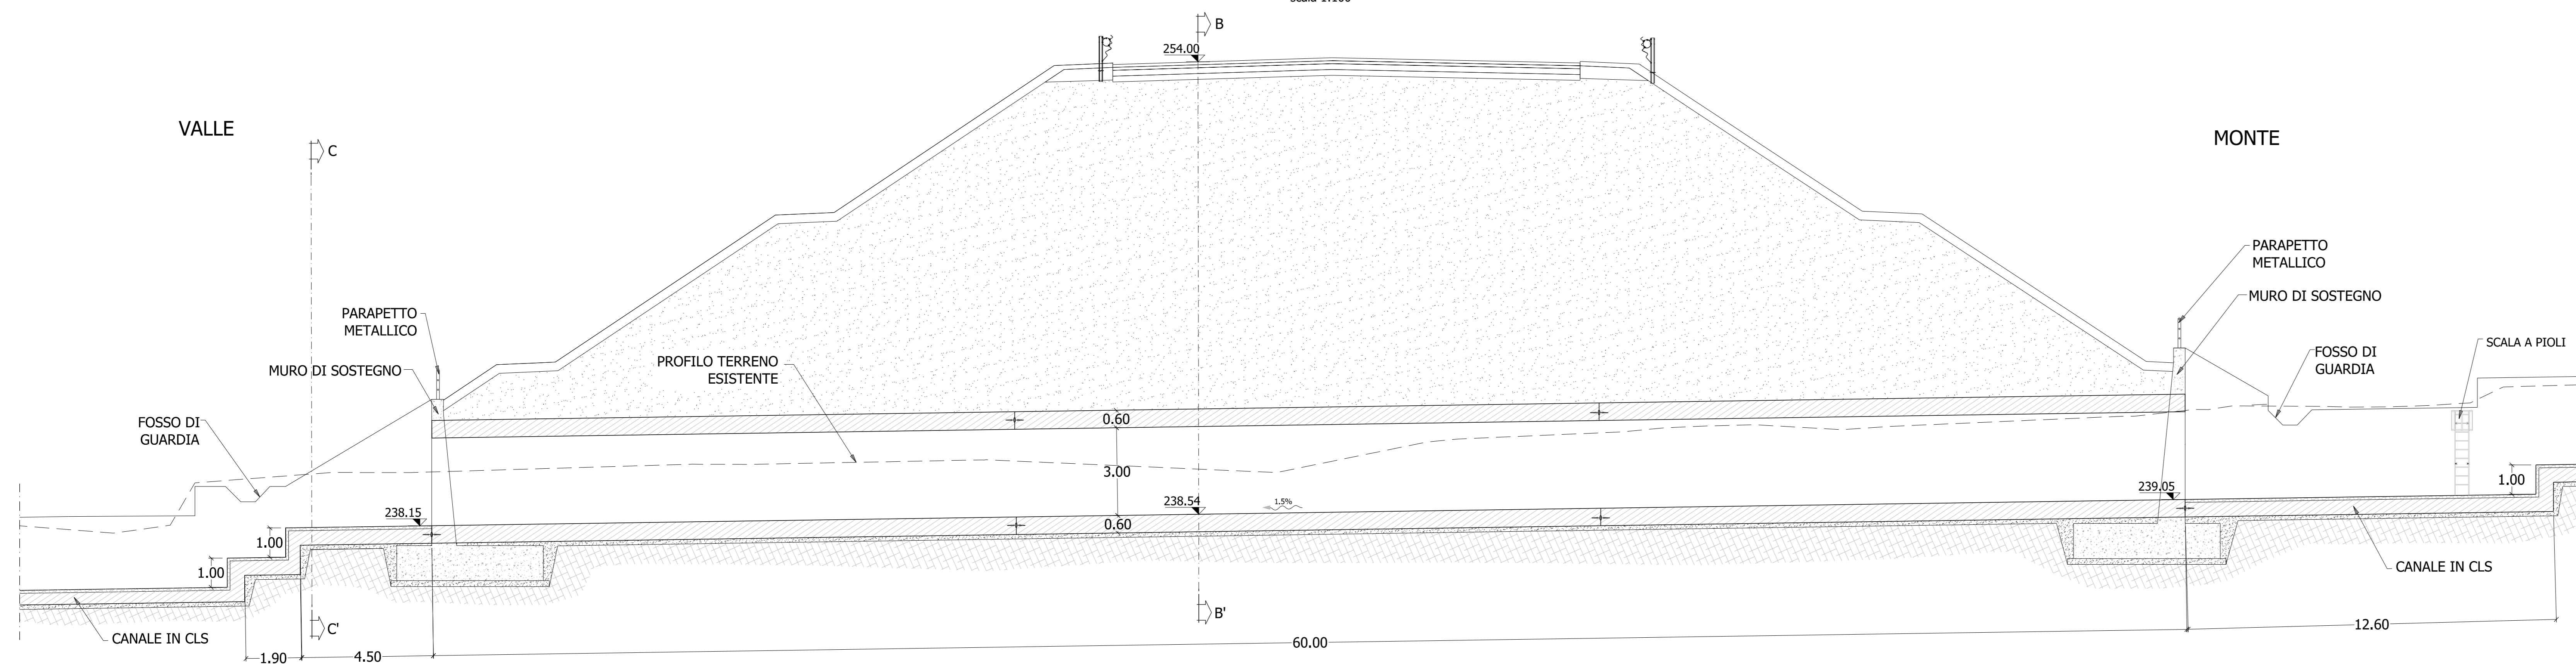 B
254.00
VALLE
MONTE
C
PARAPETTO
METALLICO
MURO DI SOSTEGNO
PARAPETTO
METALLICO
MURO DI SOSTEGNO
PROFILO TERRENO
ESISTENTE
FOSSO DI
GUARDIA
SCALA A PIOLI
FOSSO DI
GUARDIA
0.60
3.00
238.15
238.54
1.5%
239.05
1.00
0.60
1.00
1.00
CANALE IN CLS
CANALE IN CLS
C'
B'
1.90
4.50
60.00
12.60